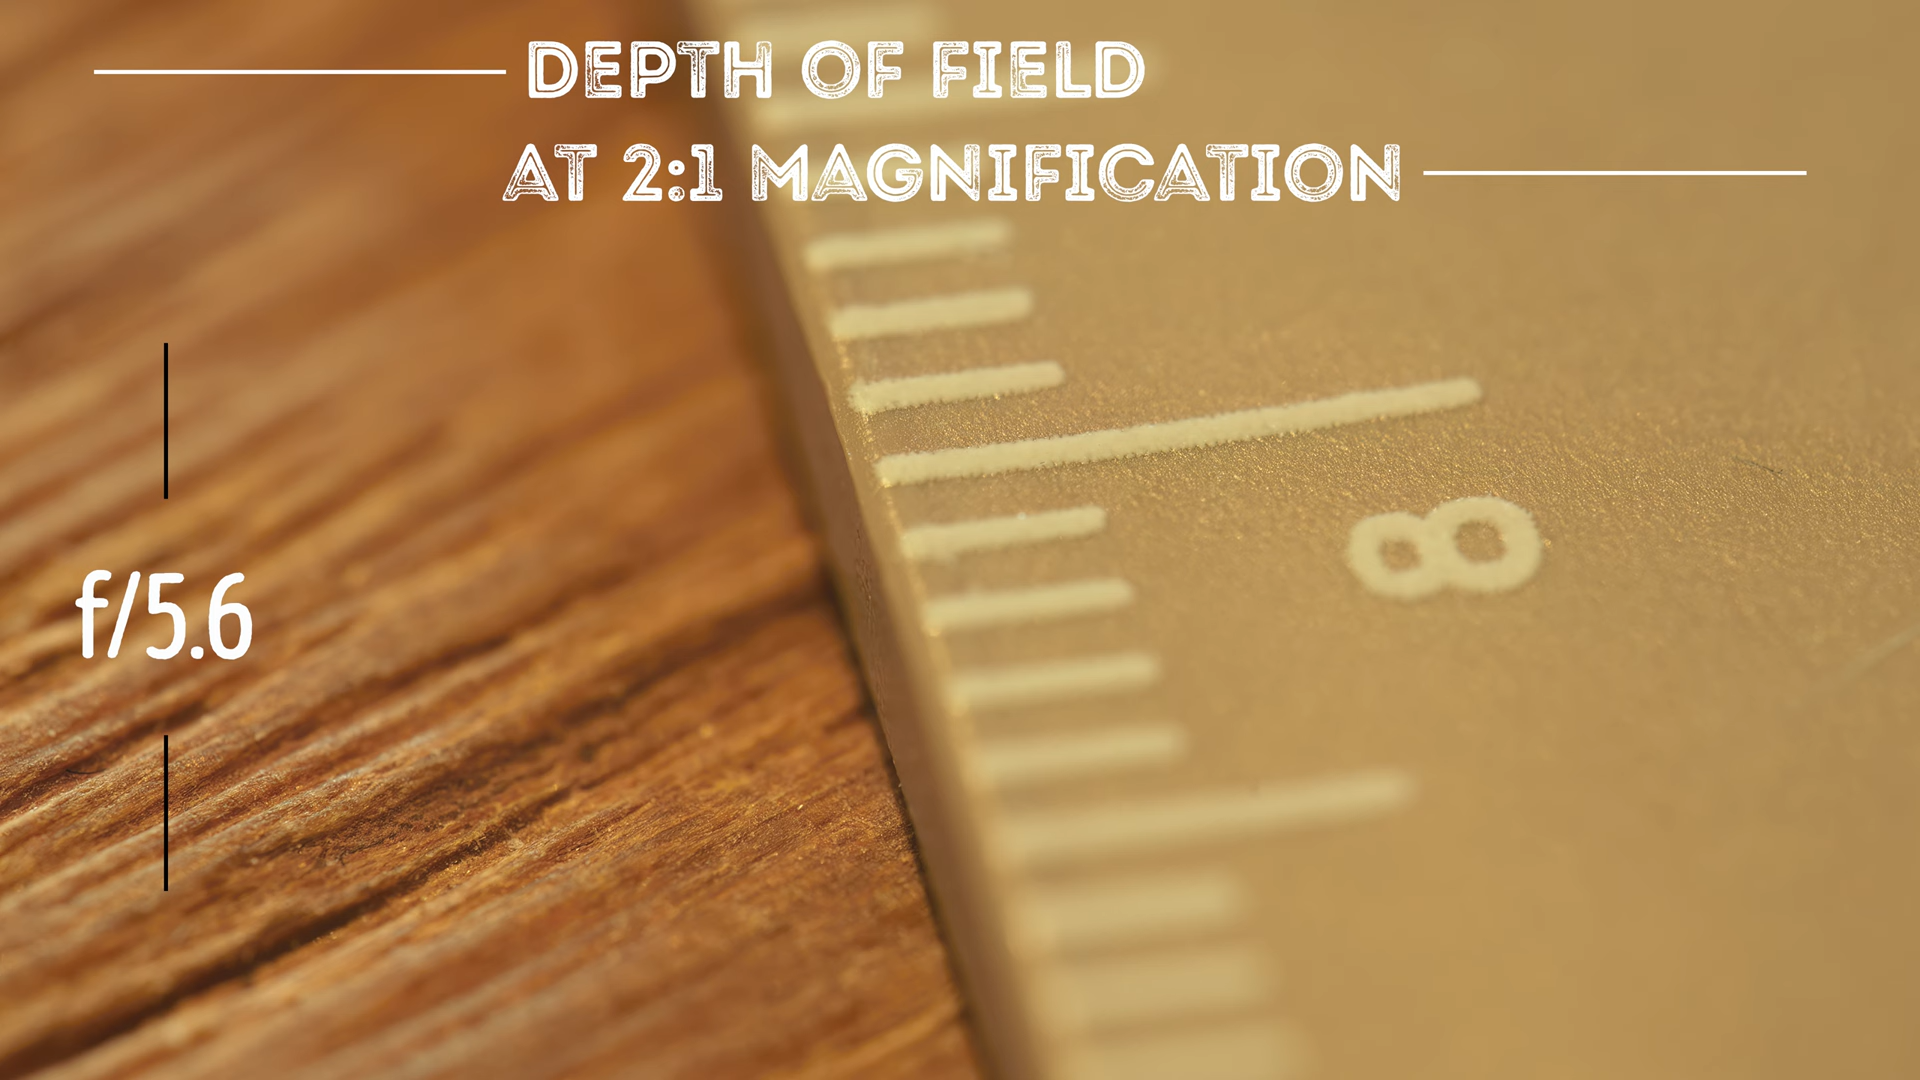 DEPTH OF FIELD
AT 2:1 MAGNIFICATION
f/5.6
8